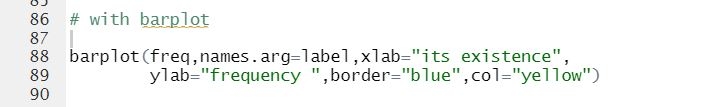 85
86 # with barplot
87
88 barplot(freq,names.arg=label,xlab="its existence",
89         ylab="frequency ",border="blue",col="yellow")
90